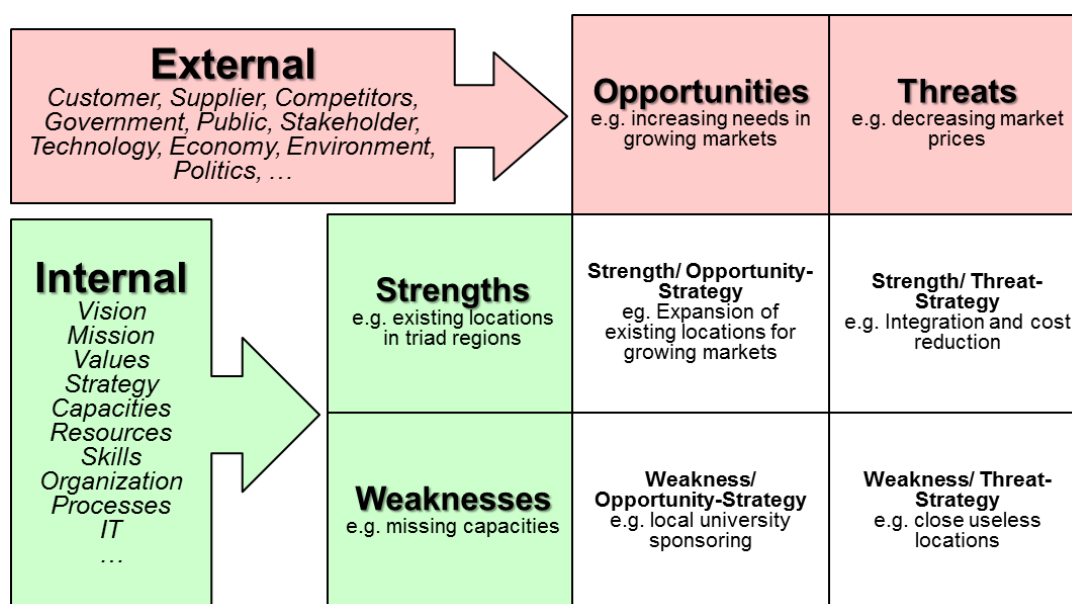 External
Customer, Supplier, Competitors,
Government, Public, Stakeholder,
Technology, Economy, Environment,
Politics, …
Opportunities
e.g. increasing needs in
growing markets
Threats
e.g. decreasing market
prices
Internal
Vision
Mission
Values
Strategy
Capacities
Resources
Skills
Organization
Processes
IT
…
Strengths
e.g. existing locations
in triad regions
Strength/ Opportunity-
Strategy
eg. Expansion of
existing locations for
growing markets
Strength/ Threat-
Strategy
e.g. Integration and cost
reduction
Weaknesses
e.g. missing capacities
Weakness/
Opportunity-Strategy
e.g. local university
sponsoring
Weakness/ Threat-
Strategy
e.g. close useless
locations